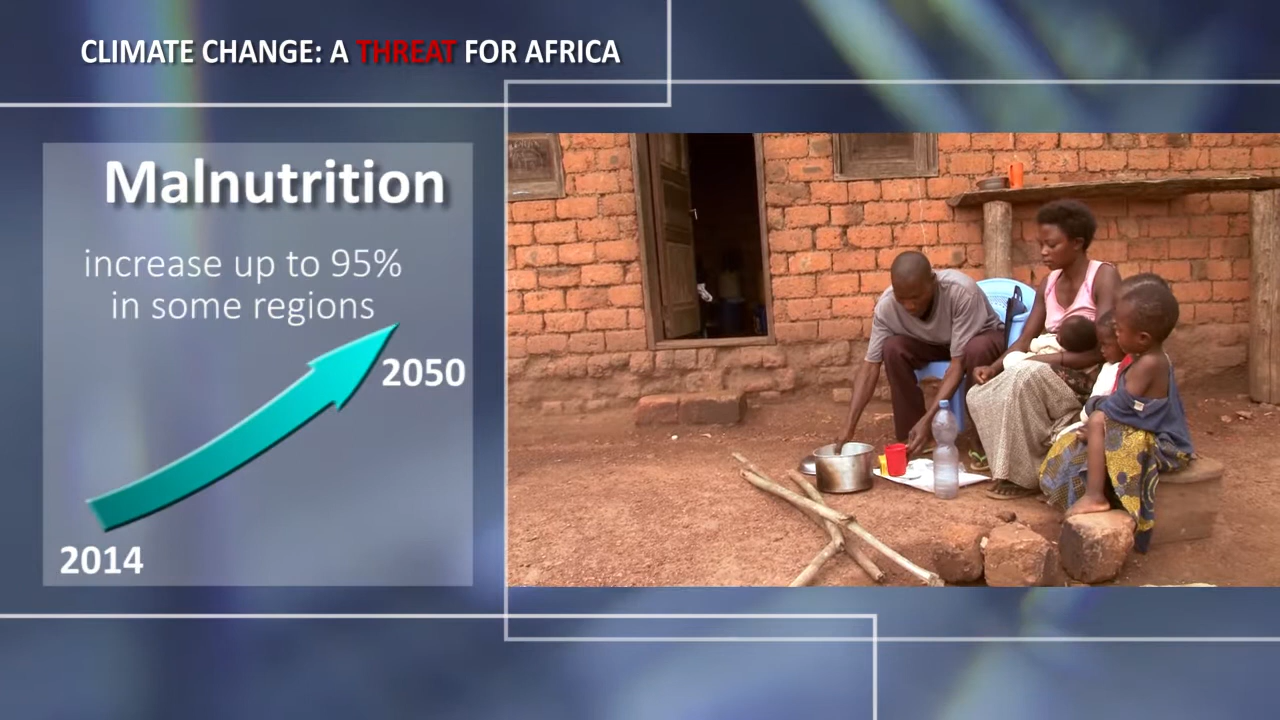 CLIMATE CHANGE: A THREAT FOR AFRICA
Malnutrition
increase up to 95%
in some regions
2050
2014